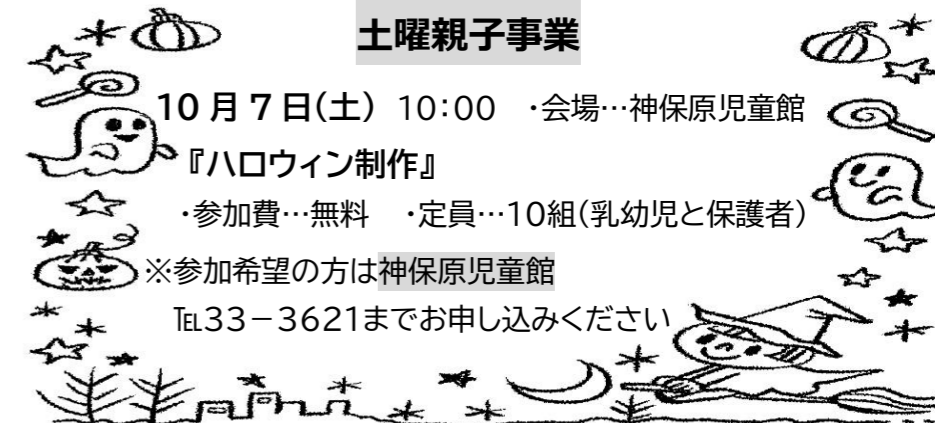 土曜親子事業
10月7日(土) 10:00 ・会場…神保原児童館
『ハロウィン制作』
・参加費…無料 ・定員…10組(乳幼児と保護者)
※参加希望の方は神保原児童館
℡33－3621までお申し込みください